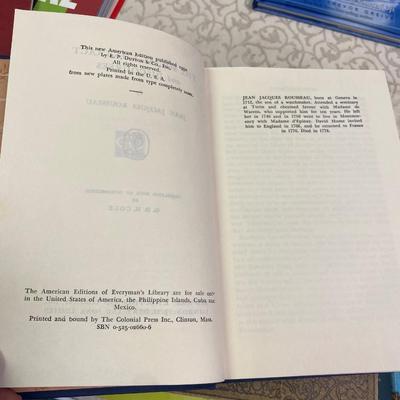 This new American Edition published 1950
by E. P. Dutton & Co., Inc.
All rights reserved.
Printed in the U. S. A.
from new plates made from type completely reset.
The American Editions of Everyman's Library are for sale only
in the United States of America, the Philippine Islands, Cuba and
Mexico.
Printed and bound by The Colonial Press Inc., Clinton, Mass.
SBN 0-525-02660-6
JEAN JACQUES ROUSSEAU, born at Geneva in
1712, the son of a watchmaker. Attended a seminary
at Turin and obtained favour with Madame de
Warens, who supported him for ten years. He left
her in 1740 and in 1756 went to live in Montmor-
ency with Madame d'Epinay. David Hume invited
him to England in 1766, and he returned to France
in 1770. Died in 1778.